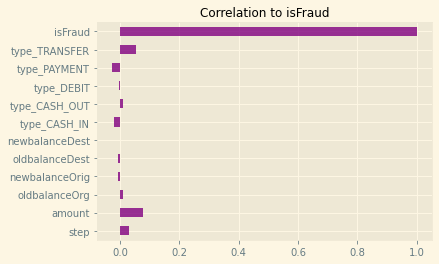 Correlation to isFraud
isFraud
type_TRANSFER
type_PAYMENT
type_DEBIT
type_CASH_OUT
type_CASH_IN
newbalanceDest
oldbalanceDest
newbalanceOrig
oldbalanceOrg
amount
step
0.0 0.2 0.4 0.6 0.8 1.0